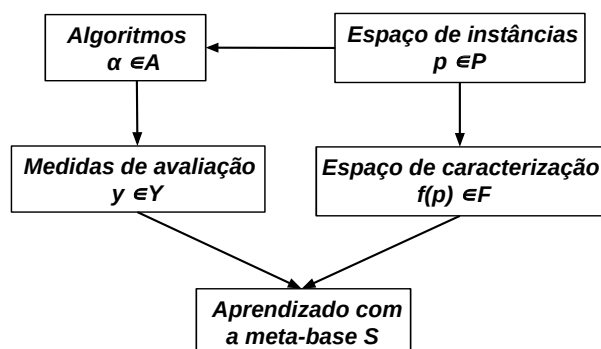 Algoritmos
α ∈A
Espaço de instâncias
p ∈P
Medidas de avaliação
y ∈Y
Espaço de caracterização
f(p) ∈F
Aprendizado com
a meta-base S